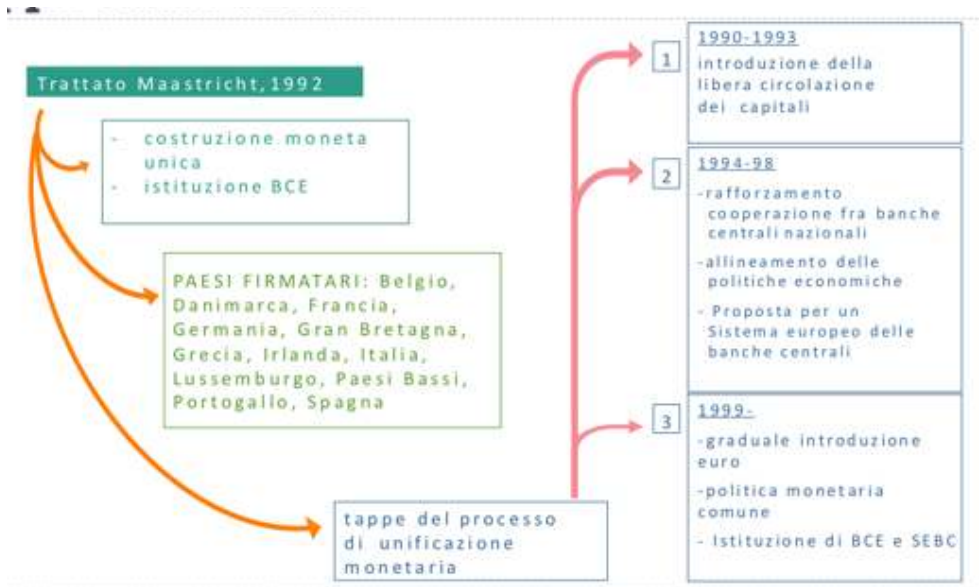 Trattato Maastricht, 1992
- costruzione moneta
unica
- istituzione BCE
PAESI FIRMATARI: Belgio,
Danimarca, Francia,
Germania, Gran Bretagna,
Grecia, Irlanda, Italia,
Lussemburgo, Paesi Bassi,
Portogallo, Spagna
tappe del processo
di unificazione
monetaria
1
1990-1993
introduzione della
libera circolazione
dei capitali
2
1994-98
-rafforzamento
cooperazione fra banche
centrali nazionali
-allineamento delle
politiche economiche
- Proposta per un
Sistema europeo delle
banche centrali
3
1999-
-graduale introduzione
euro
-politica monetaria
comune
- Istituzione di BCE e SEBC